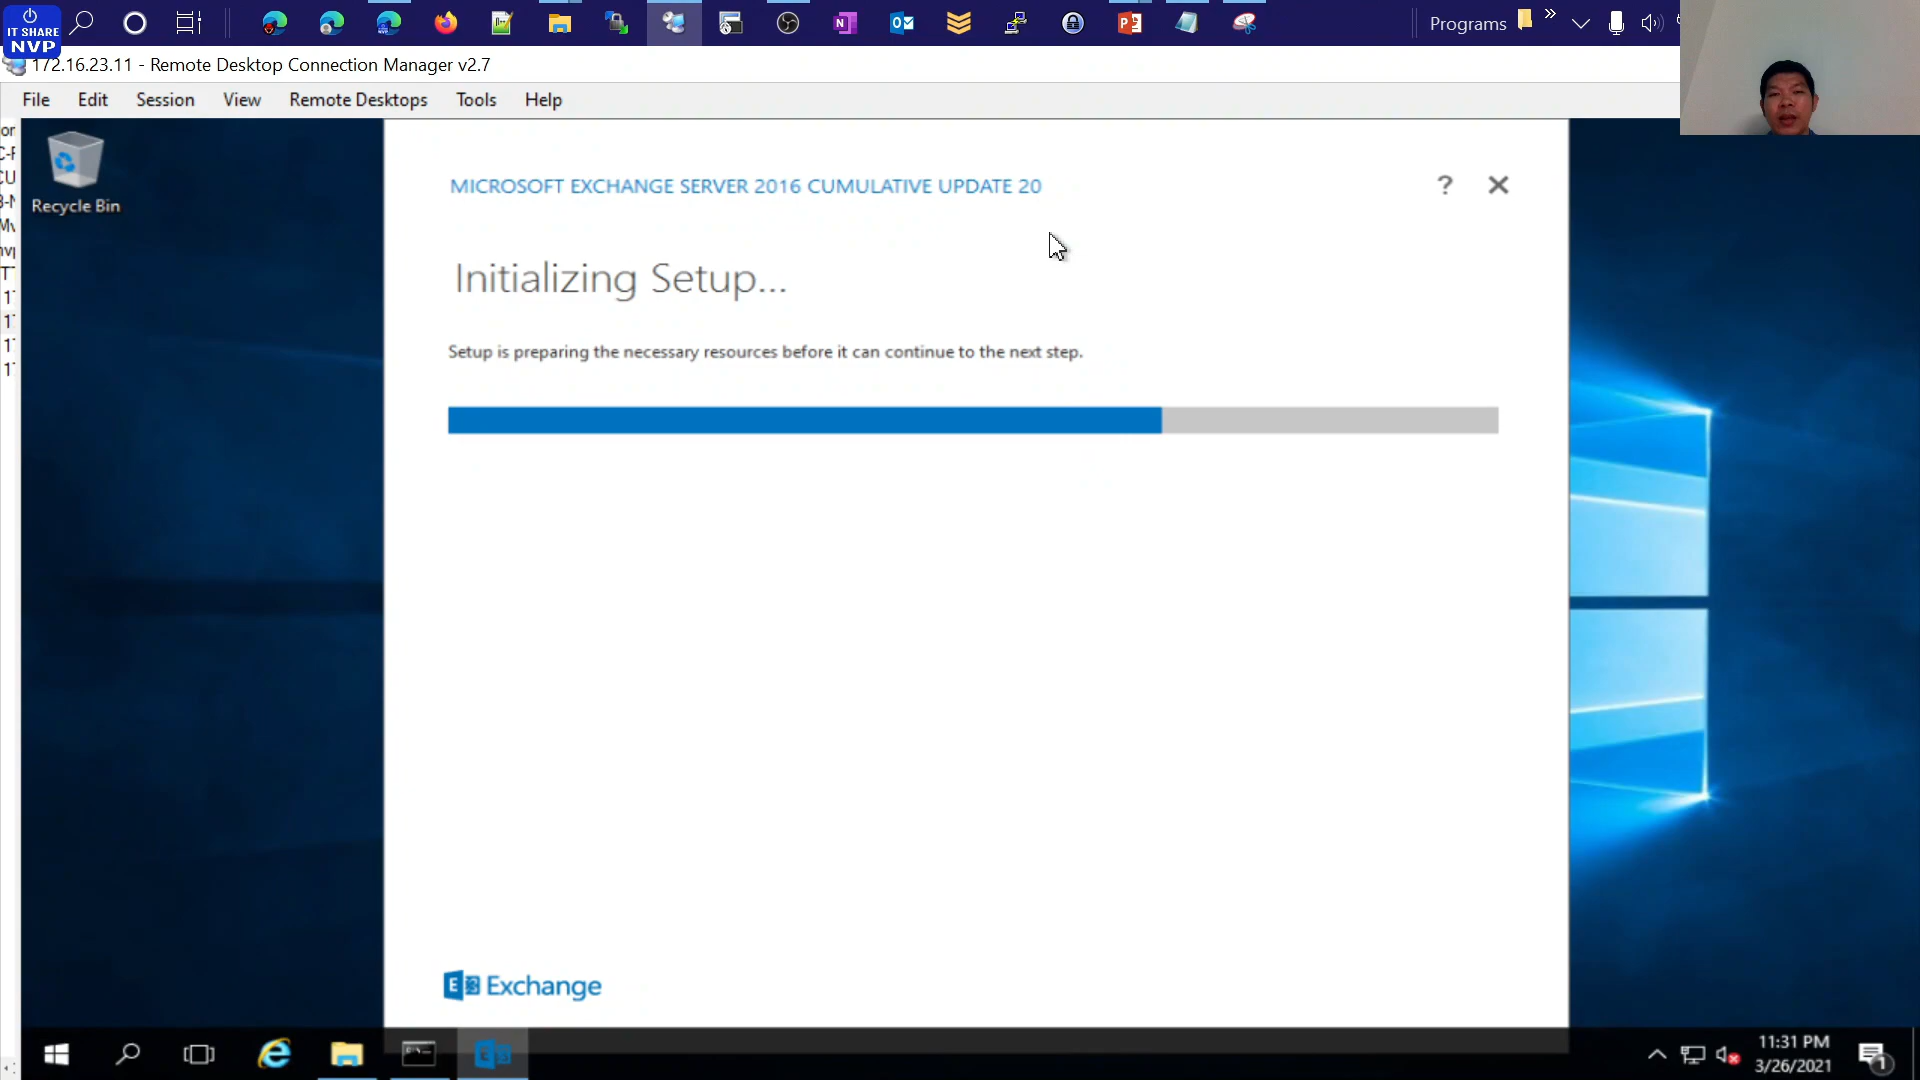 IT SHARE
NVP
Programs
172.16.23.11 - Remote Desktop Connection Manager v2.7
File Edit Session View Remote Desktops Tools Help
Recycle Bin
MICROSOFT EXCHANGE SERVER 2016 CUMULATIVE UPDATE 20
? ✕
Initializing Setup...
Setup is preparing the necessary resources before it can continue to the next step.
Exchange
11:31 PM
3/26/2021
1